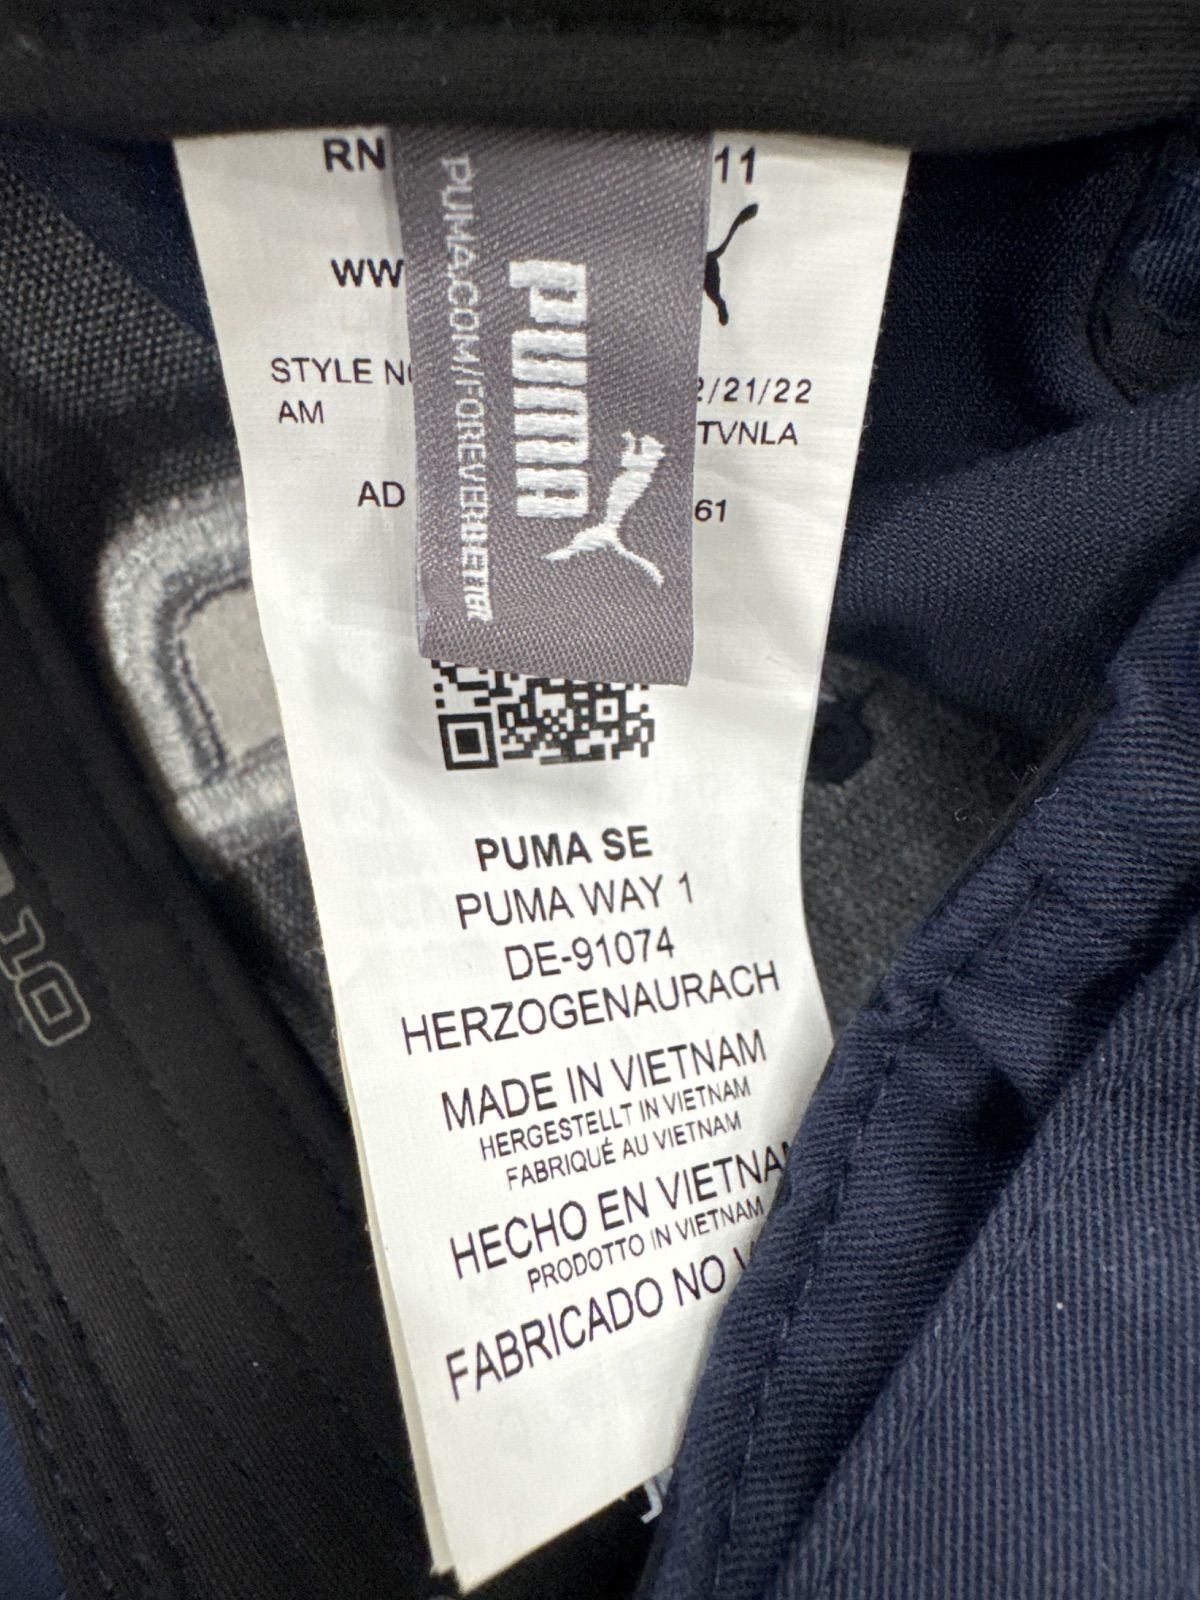 RN 11
WW
STYLE N 2/21/22
AM TVNLA
AD 61
PUMA.COM/FOREVERBETTER
PUMA
PUMA SE
PUMA WAY 1
DE-91074
HERZOGENAURACH
MADE IN VIETNAM
HERGESTELLT IN VIETNAM
FABRIQUÉ AU VIETNAM
HECHO EN VIETNAM
PRODOTTO IN VIETNAM
FABRICADO NO V
10